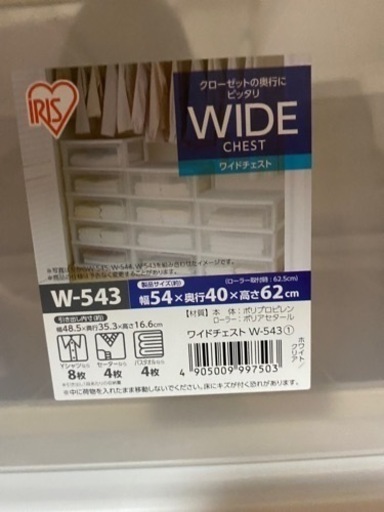 IRIS
クローゼットの奥行に
ピッタリ
WIDE
CHEST
ワイドチェスト
W-543
製品サイズ(約)
(ローラー取付時:62.5cm)
幅54×奥行40×高さ62cm
引き出し内寸(約)
幅48.5×奥行35.3×高さ16.6cm
【材質】本 体:ポリプロピレン
ローラー:ポリアセタール
ワイドチェスト W-543①
ホワイト/クリア
Yシャツなら
8枚
セーターなら
4枚
バスタオルなら
4枚
4 905009 997503
※中に荷物を入れたまま移動しないでください。床にキズが付く恐れがあります。